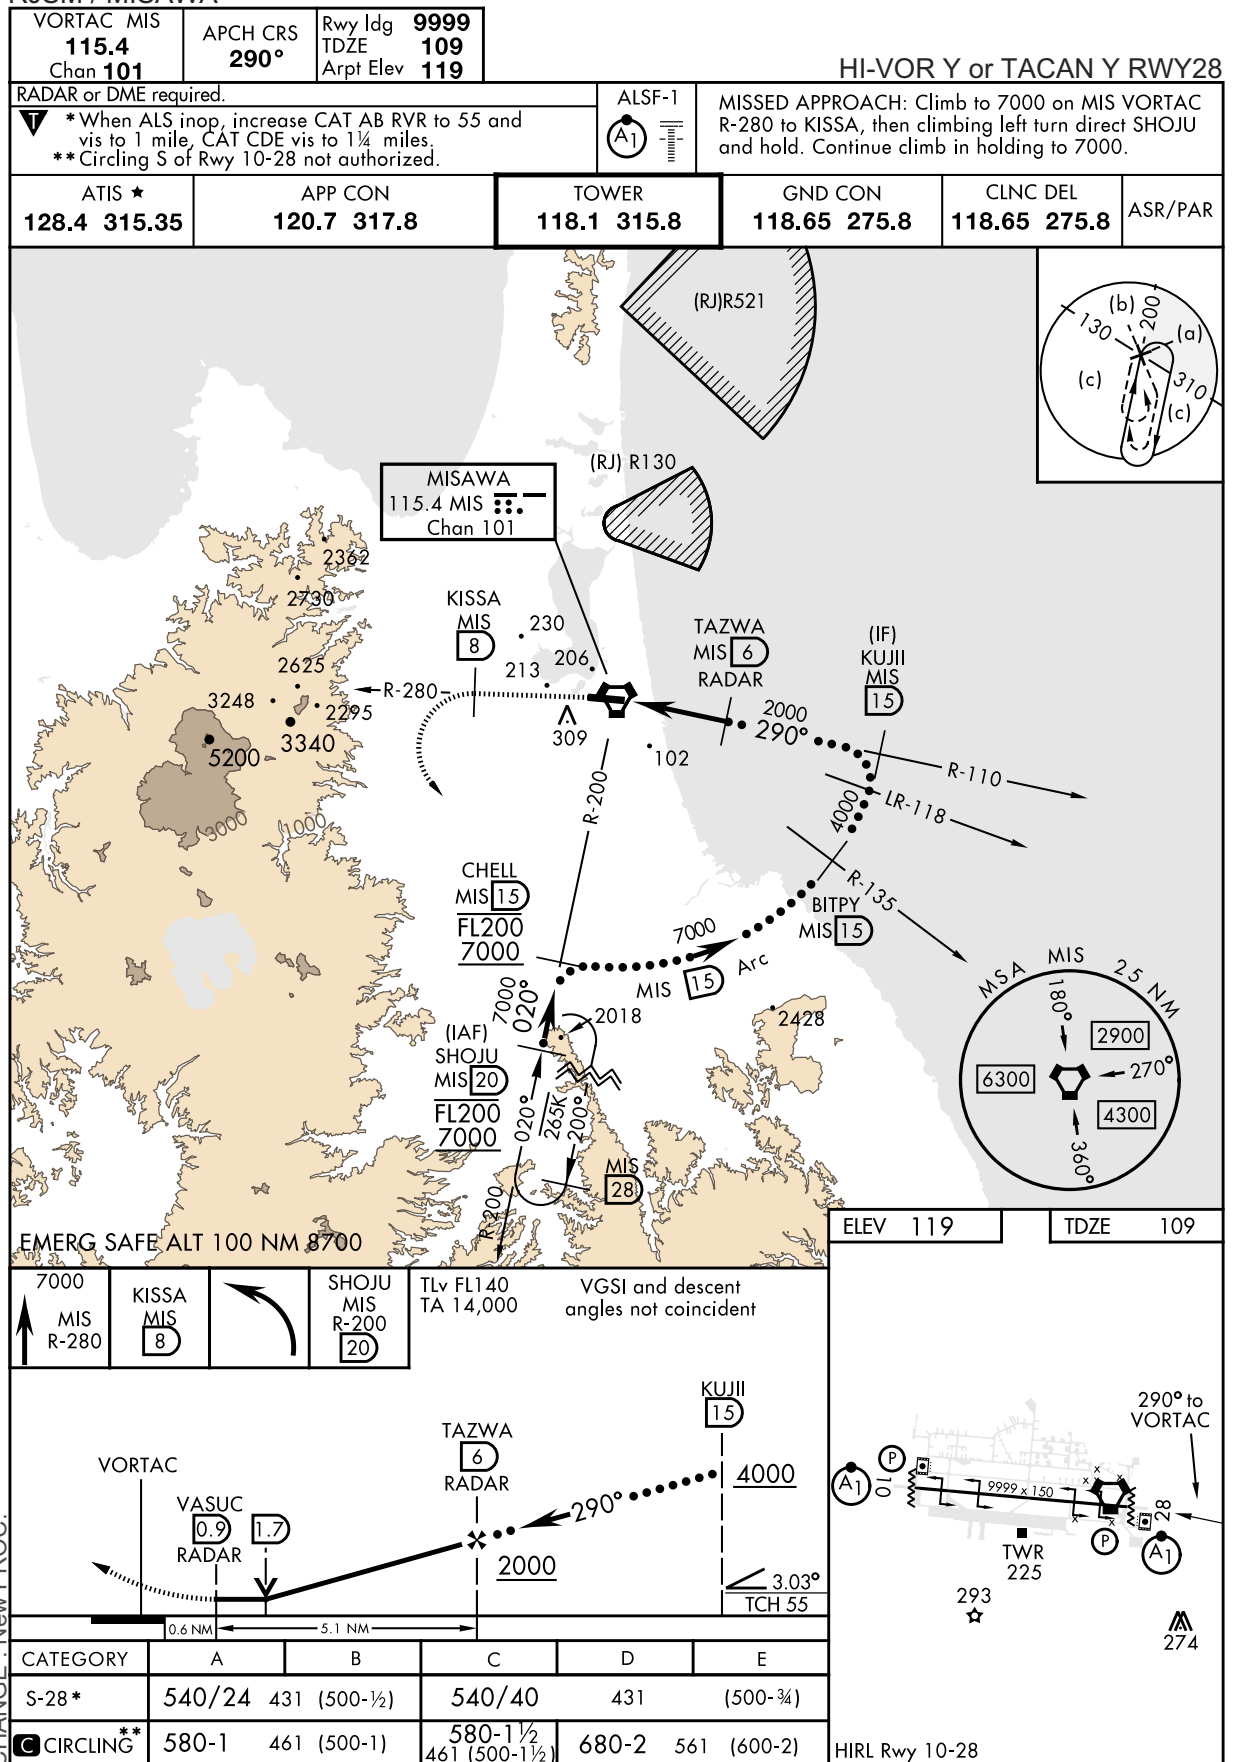 KJSM / MISAWA
VORTAC MIS
115.4
Chan 101
APCH CRS
290°
Rwy ldg 9999
TDZE 109
Arpt Elev 119
HI-VOR Y or TACAN Y RWY28
RADAR or DME required.
T
* When ALS inop, increase CAT AB RVR to 55 and
vis to 1 mile, CAT CDE vis to 1¼ miles.
** Circling S of Rwy 10-28 not authorized.
ALSF-1
A1
MISSED APPROACH: Climb to 7000 on MIS VORTAC
R-280 to KISSA, then climbing left turn direct SHOJU
and hold. Continue climb in holding to 7000.
ATIS ★
128.4 315.35
APP CON
120.7 317.8
TOWER
118.1 315.8
GND CON
118.65 275.8
CLNC DEL
118.65 275.8
ASR/PAR
(RJ)R521
(b)
200
130
(a)
(c)
310
(c)
(RJ) R130
MISAWA
115.4 MIS
Chan 101
2362
2730
KISSA
MIS
8
230
206
213
TAZWA
MIS 6
RADAR
(IF)
KUJII
MIS
15
2625
3248
2295
3340
5200
R-280
309
102
2000
290°
R-110
LR-118
4000
R-200
3000
1000
CHELL
MIS 15
FL200
7000
R-135
BITPY
MIS 15
7000
MIS 15 Arc
7000
020°
2018
2428
(IAF)
SHOJU
MIS 20
FL200
7000
020°
265K
200°
MIS
28
R-200
MSA MIS 25 NM
180°
2900
270°
6300
4300
360°
EMERG SAFE ALT 100 NM 8700
ELEV 119
TDZE 109
7000
MIS
R-280
KISSA
MIS
8
SHOJU
MIS
R-200
20
TLv FL140
TA 14,000
VGSI and descent
angles not coincident
KUJII
15
TAZWA
6
RADAR
VORTAC
VASUC
0.9
RADAR
1.7
4000
290°
2000
3.03°
TCH 55
0.6 NM
5.1 NM
290° to
VORTAC
A1
P
10
9999 x 150
x
x
x
x
x
28
P
A1
TWR
225
293
274
HIRL Rwy 10-28
CATEGORY A B C D E
S-28* 540/24 431 (500-½) 540/40 431 (500-¾)
C CIRCLING** 580-1 461 (500-1) 580-1½ 461 (500-1½) 680-2 561 (600-2)
CHANGE : New PROC.